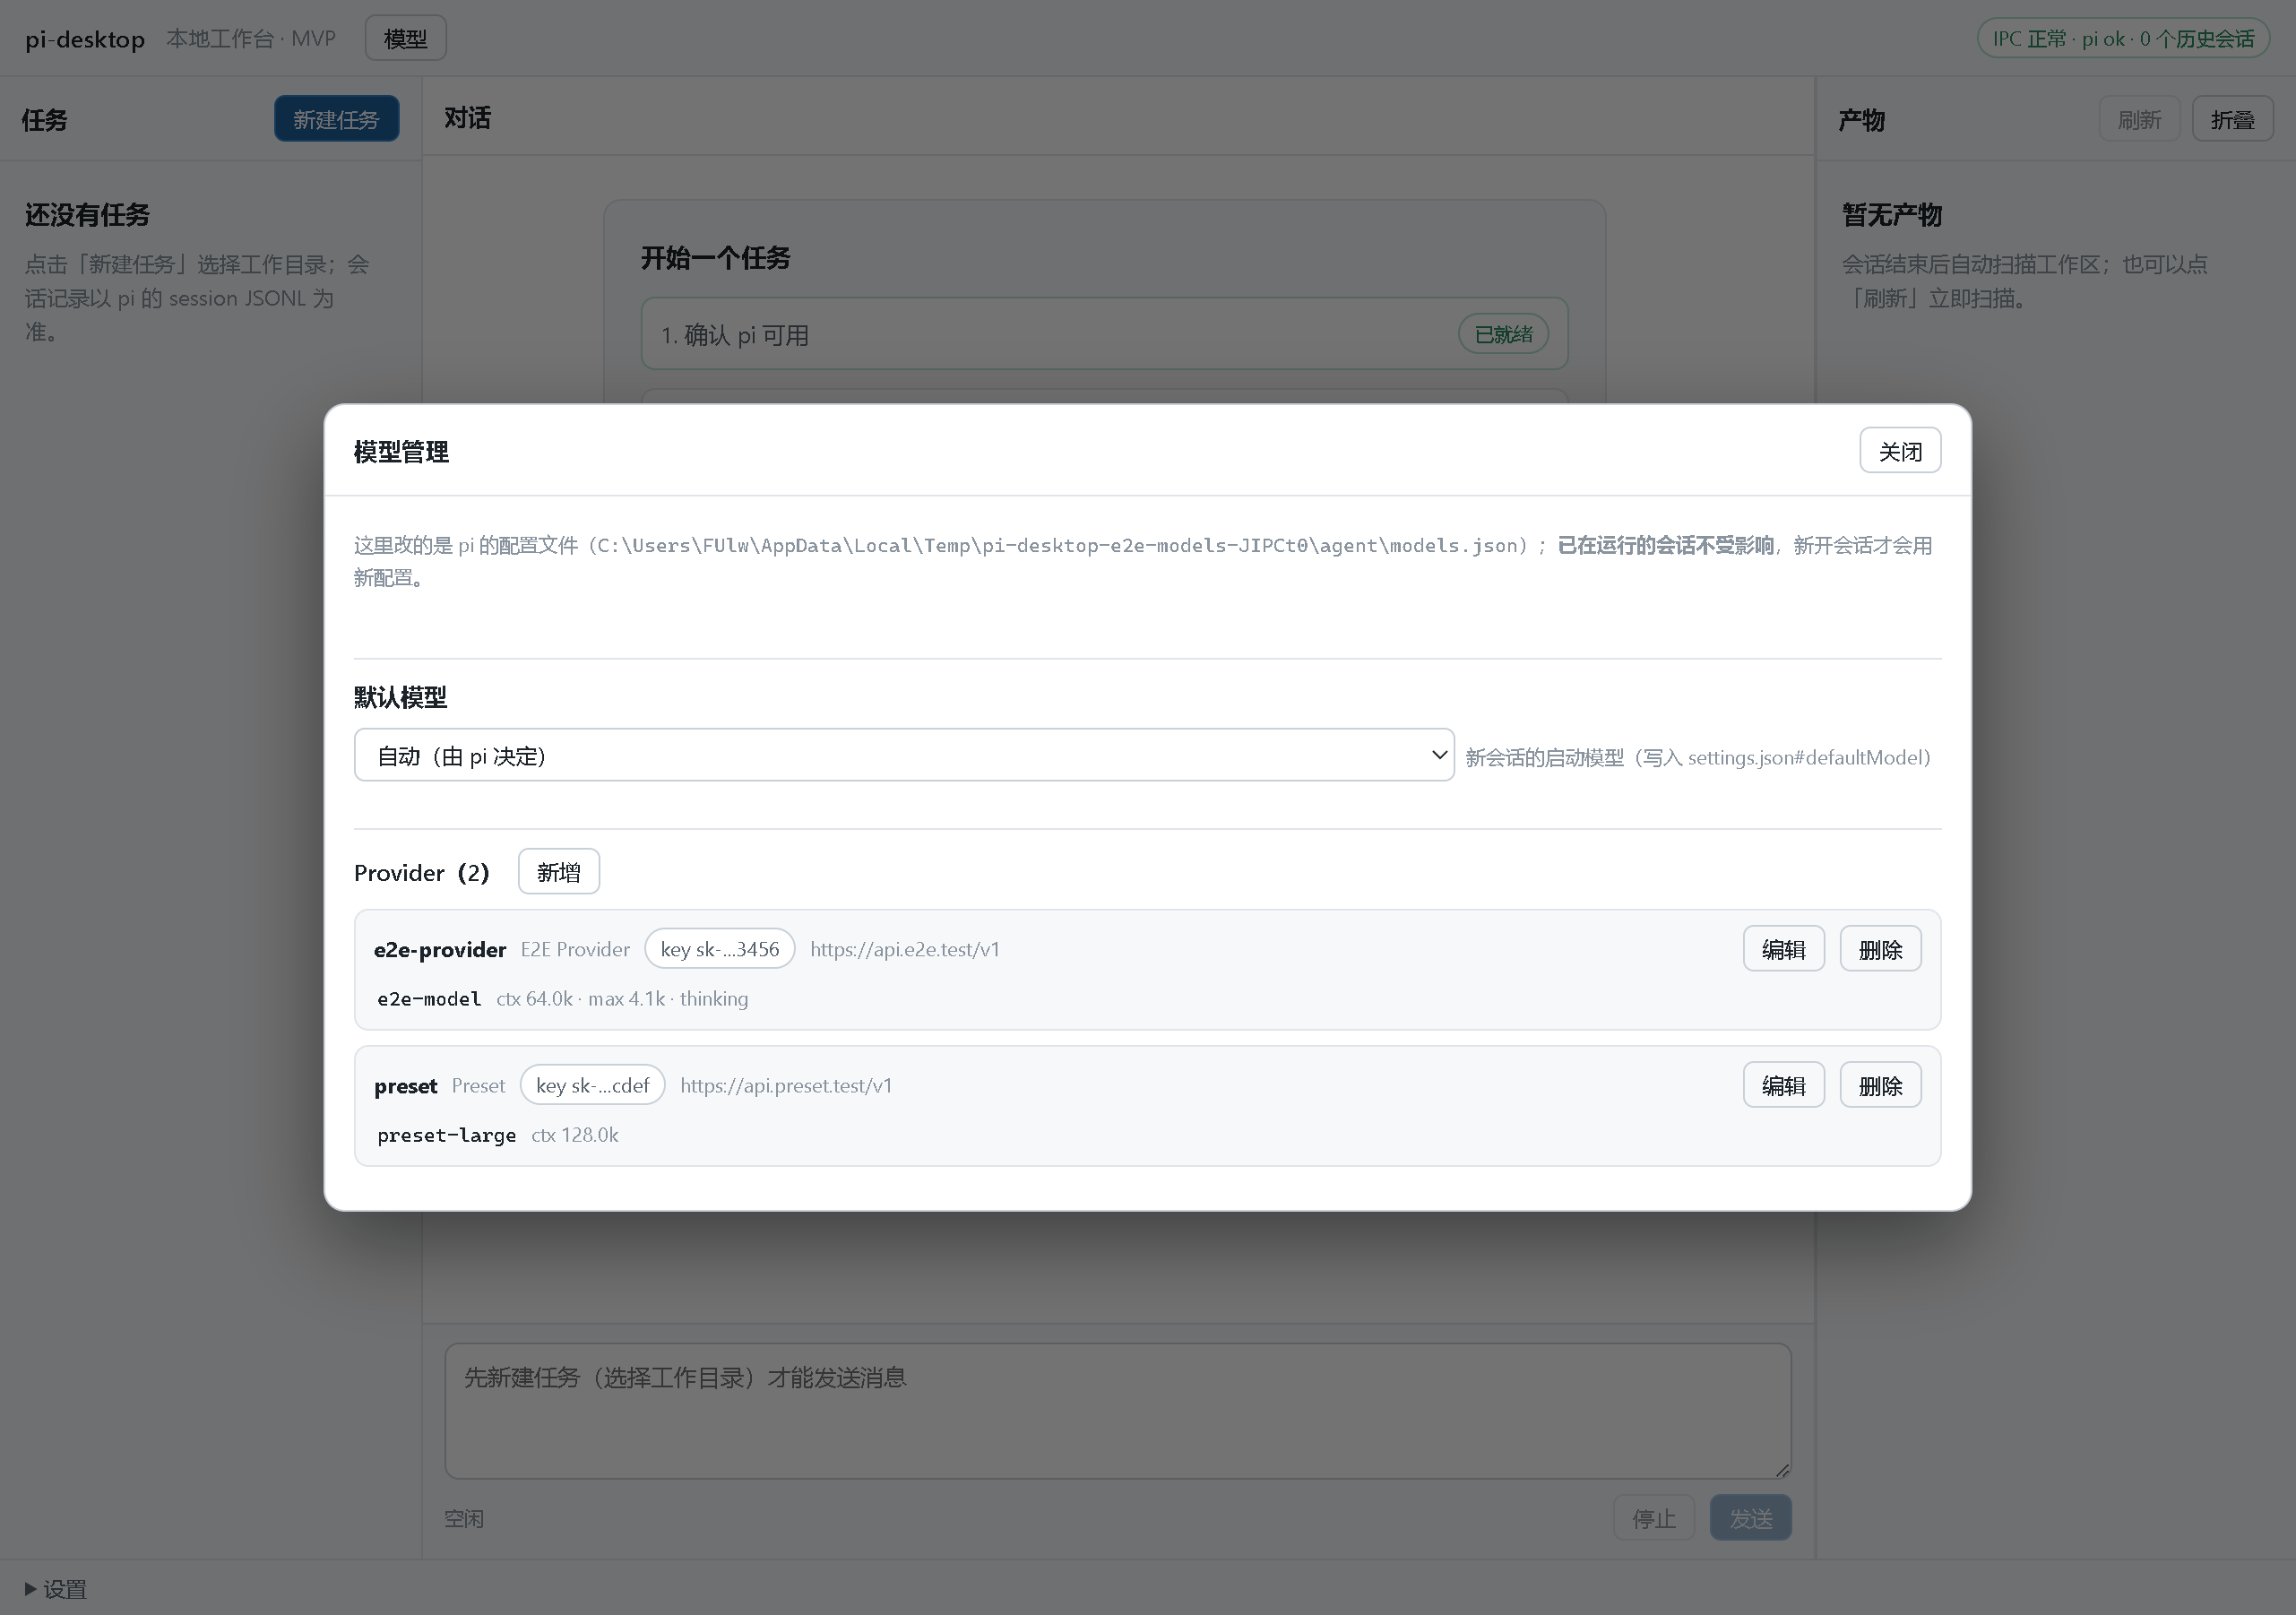 pi-desktop 本地工作台 · MVP 模型
IPC 正常 · pi ok · 0 个历史会话
任务 新建任务
对话
产物 刷新 折叠
还没有任务
点击「新建任务」选择工作目录；会
话记录以 pi 的 session JSONL 为
准。
开始一个任务
1. 确认 pi 可用 已就绪
暂无产物
会话结束后自动扫描工作区；也可以点
「刷新」立即扫描。
模型管理 关闭
这里改的是 pi 的配置文件（C:\Users\FUlw\AppData\Local\Temp\pi-desktop-e2e-models-JIPCt0\agent\models.json）；已在运行的会话不受影响，新开会话才会用
新配置。
默认模型
自动（由 pi 决定） 新会话的启动模型（写入 settings.json#defaultModel）
Provider（2） 新增
e2e-provider E2E Provider key sk-...3456 https://api.e2e.test/v1 编辑 删除
e2e-model ctx 64.0k · max 4.1k · thinking
preset Preset key sk-...cdef https://api.preset.test/v1 编辑 删除
preset-large ctx 128.0k
先新建任务（选择工作目录）才能发送消息
空闲 停止 发送
▶ 设置